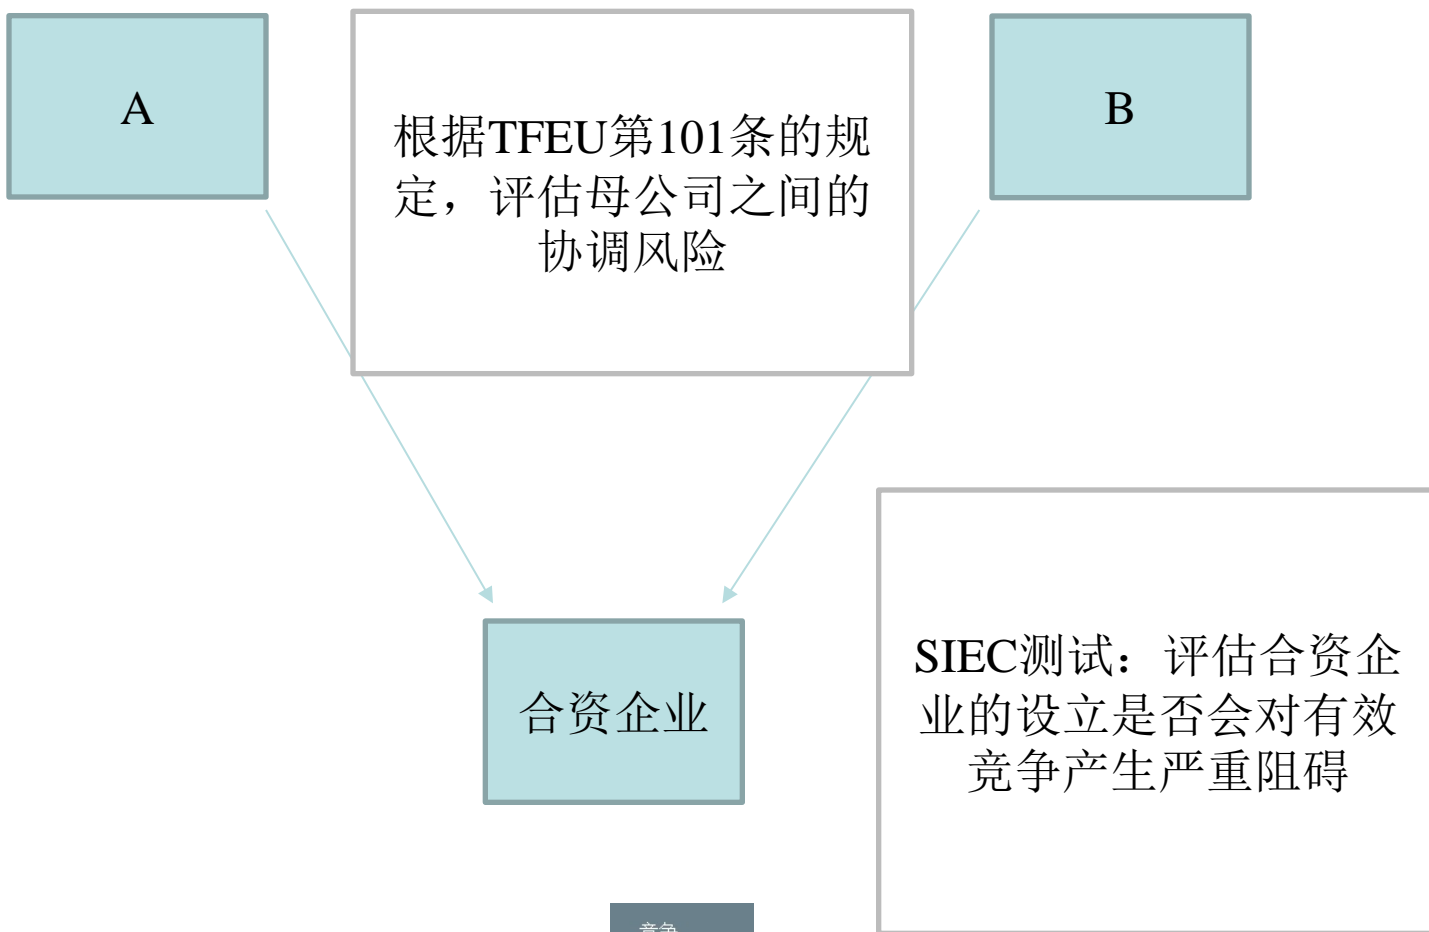 A
根据TFEU第101条的规
定，评估母公司之间的
协调风险
B
合资企业
SIEC测试：评估合资企
业的设立是否会对有效
竞争产生严重阻碍
竞争